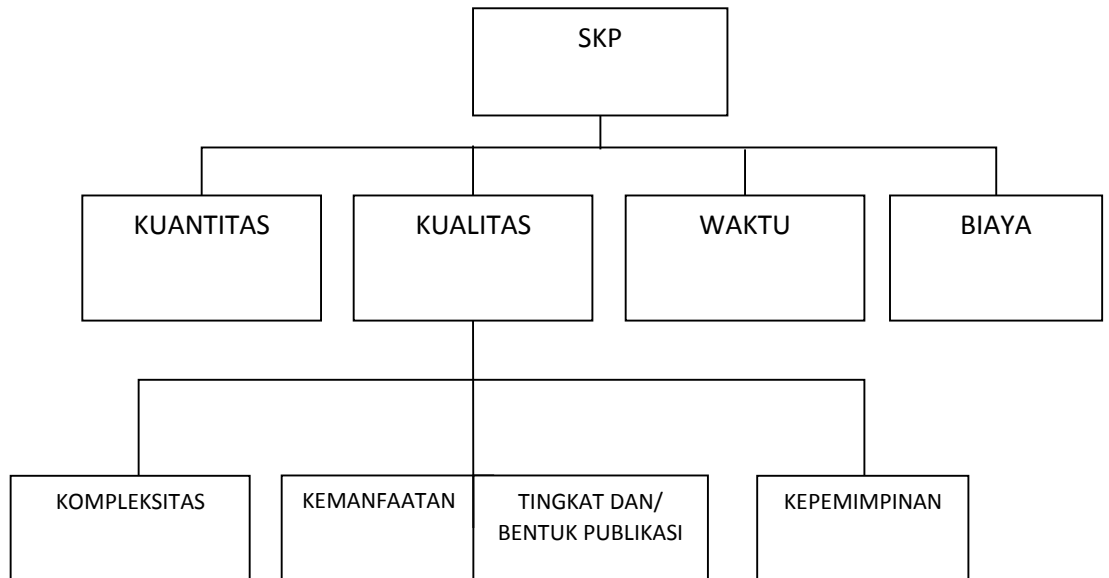 SKP
KUANTITAS
KUALITAS
WAKTU
BIAYA
KOMPLEKSITAS
KEMANFAATAN
TINGKAT DAN/
BENTUK PUBLIKASI
KEPEMIMPINAN